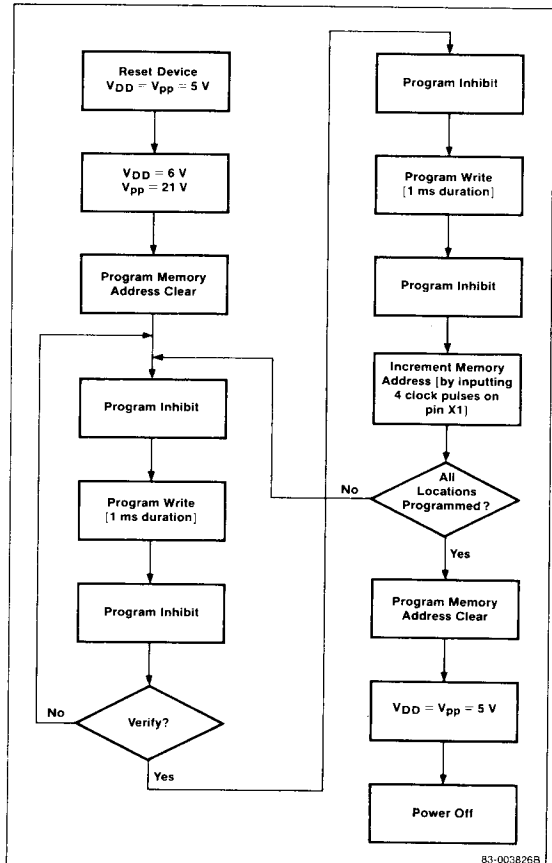 Reset Device
VDD = Vpp = 5 V
VDD = 6 V
Vpp = 21 V
Program Memory
Address Clear
Program Inhibit
Program Write
[1 ms duration]
Program Inhibit
Verify?
No
Yes
Program Inhibit
Program Write
[1 ms duration]
Program Inhibit
Increment Memory
Address [by inputting
4 clock pulses on
pin X1]
All
Locations
Programmed?
No
Yes
Program Memory
Address Clear
VDD = Vpp = 5 V
Power Off
83-003826B